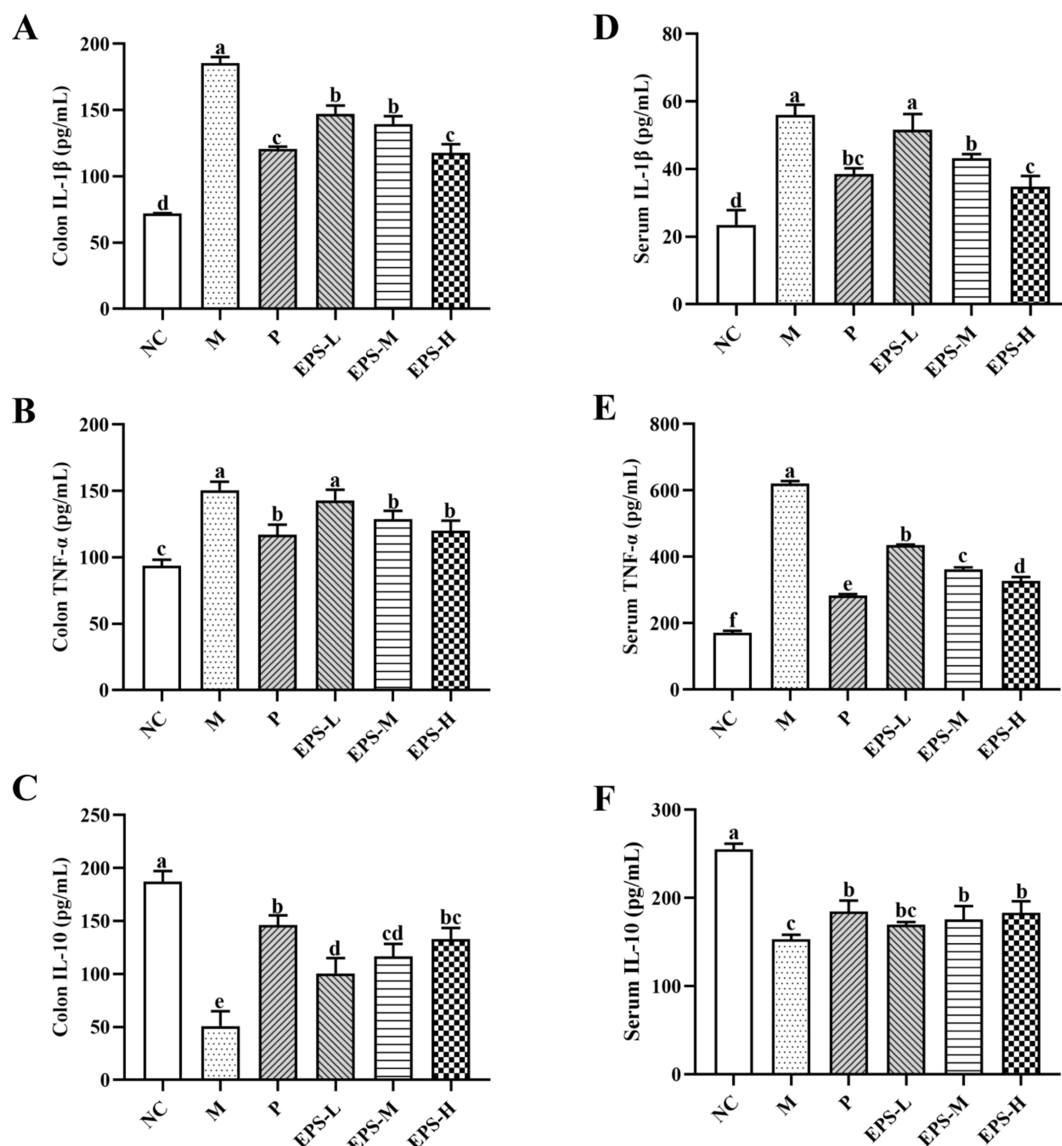 A
Colon IL-1β (pg/mL)
200
150
100
50
0
d
a
c
b
b
c
NC
M
P
EPS-L
EPS-M
EPS-H
D
Serum IL-1β (pg/mL)
80
60
40
20
0
d
a
bc
a
b
c
NC
M
P
EPS-L
EPS-M
EPS-H
B
Colon TNF-α (pg/mL)
200
150
100
50
0
c
a
b
a
b
b
NC
M
P
EPS-L
EPS-M
EPS-H
E
Serum TNF-α (pg/mL)
800
600
400
200
0
f
a
e
b
c
d
NC
M
P
EPS-L
EPS-M
EPS-H
C
Colon IL-10 (pg/mL)
250
200
150
100
50
0
a
e
b
d
cd
bc
NC
M
P
EPS-L
EPS-M
EPS-H
F
Serum IL-10 (pg/mL)
300
200
100
0
a
c
b
bc
b
b
NC
M
P
EPS-L
EPS-M
EPS-H